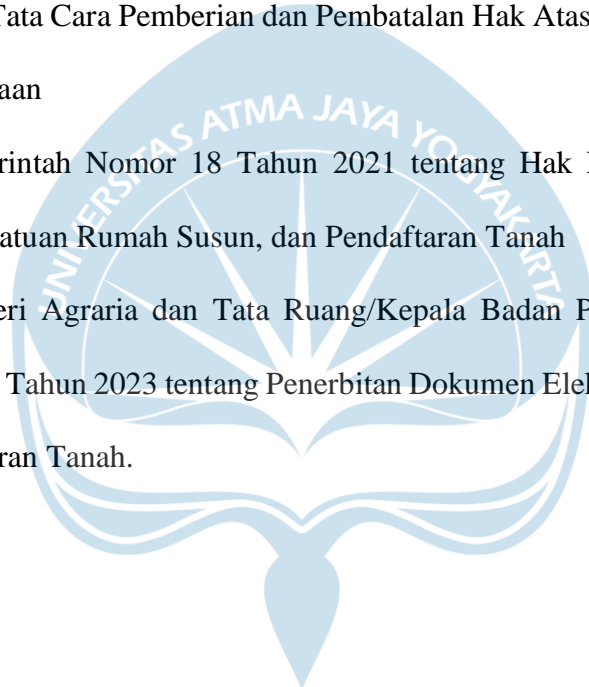 Tata Cara Pemberian dan Pembatalan Hak Atas
aan
rintah Nomor 18 Tahun 2021 tentang Hak
atuan Rumah Susun, dan Pendaftaran Tanah
eri Agraria dan Tata Ruang/Kepala Badan P
Tahun 2023 tentang Penerbitan Dokumen Elek
ran Tanah.
UNIVERSITAS ATMA JAYA YOGYAKARTA